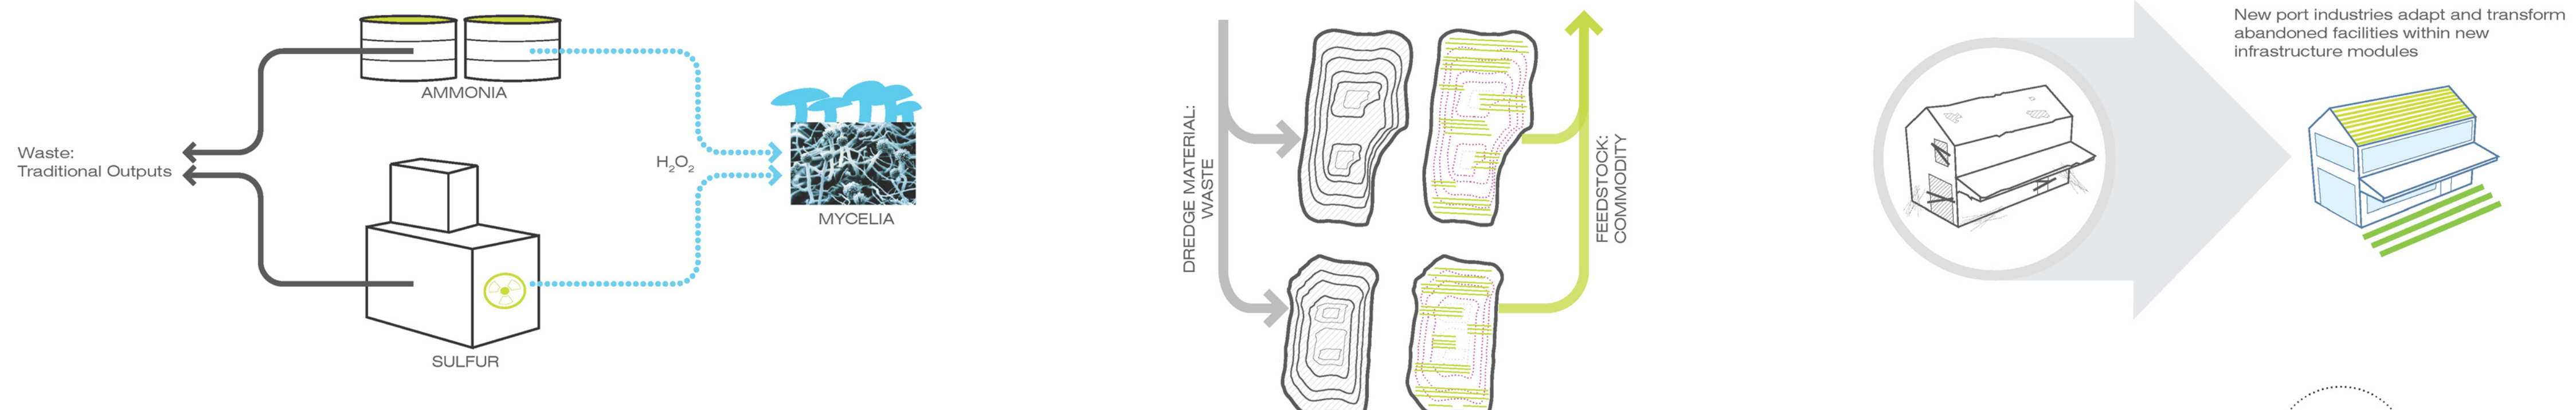 AMMONIA
Waste:
Traditional Outputs
H₂O₂
MYCELIA
SULFUR
DREDGE MATERIAL:
WASTE
FEEDSTOCK:
COMMODITY
New port industries adapt and transform
abandoned facilities within new
infrastructure modules